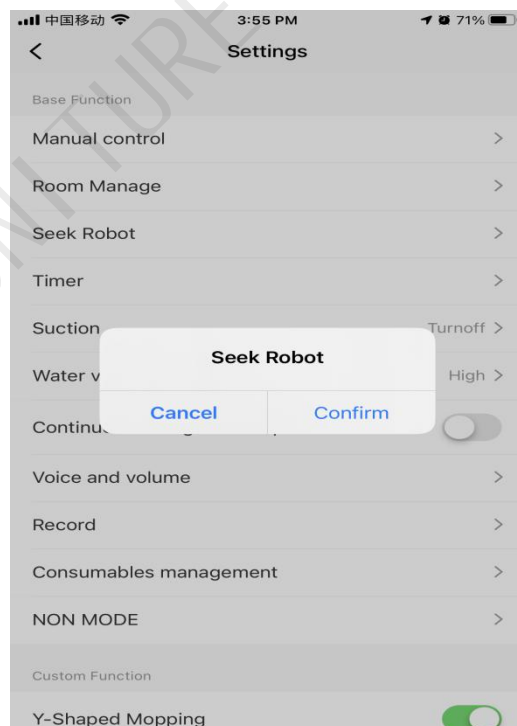 中国移动 3:55 PM 71%
Settings
Base Function
Manual control
Room Manage
Seek Robot
Timer
Suction Turnoff
Seek Robot
Water v High
Cancel Confirm
Continu
Voice and volume
Record
Consumables management
NON MODE
Custom Function
Y-Shaped Mopping